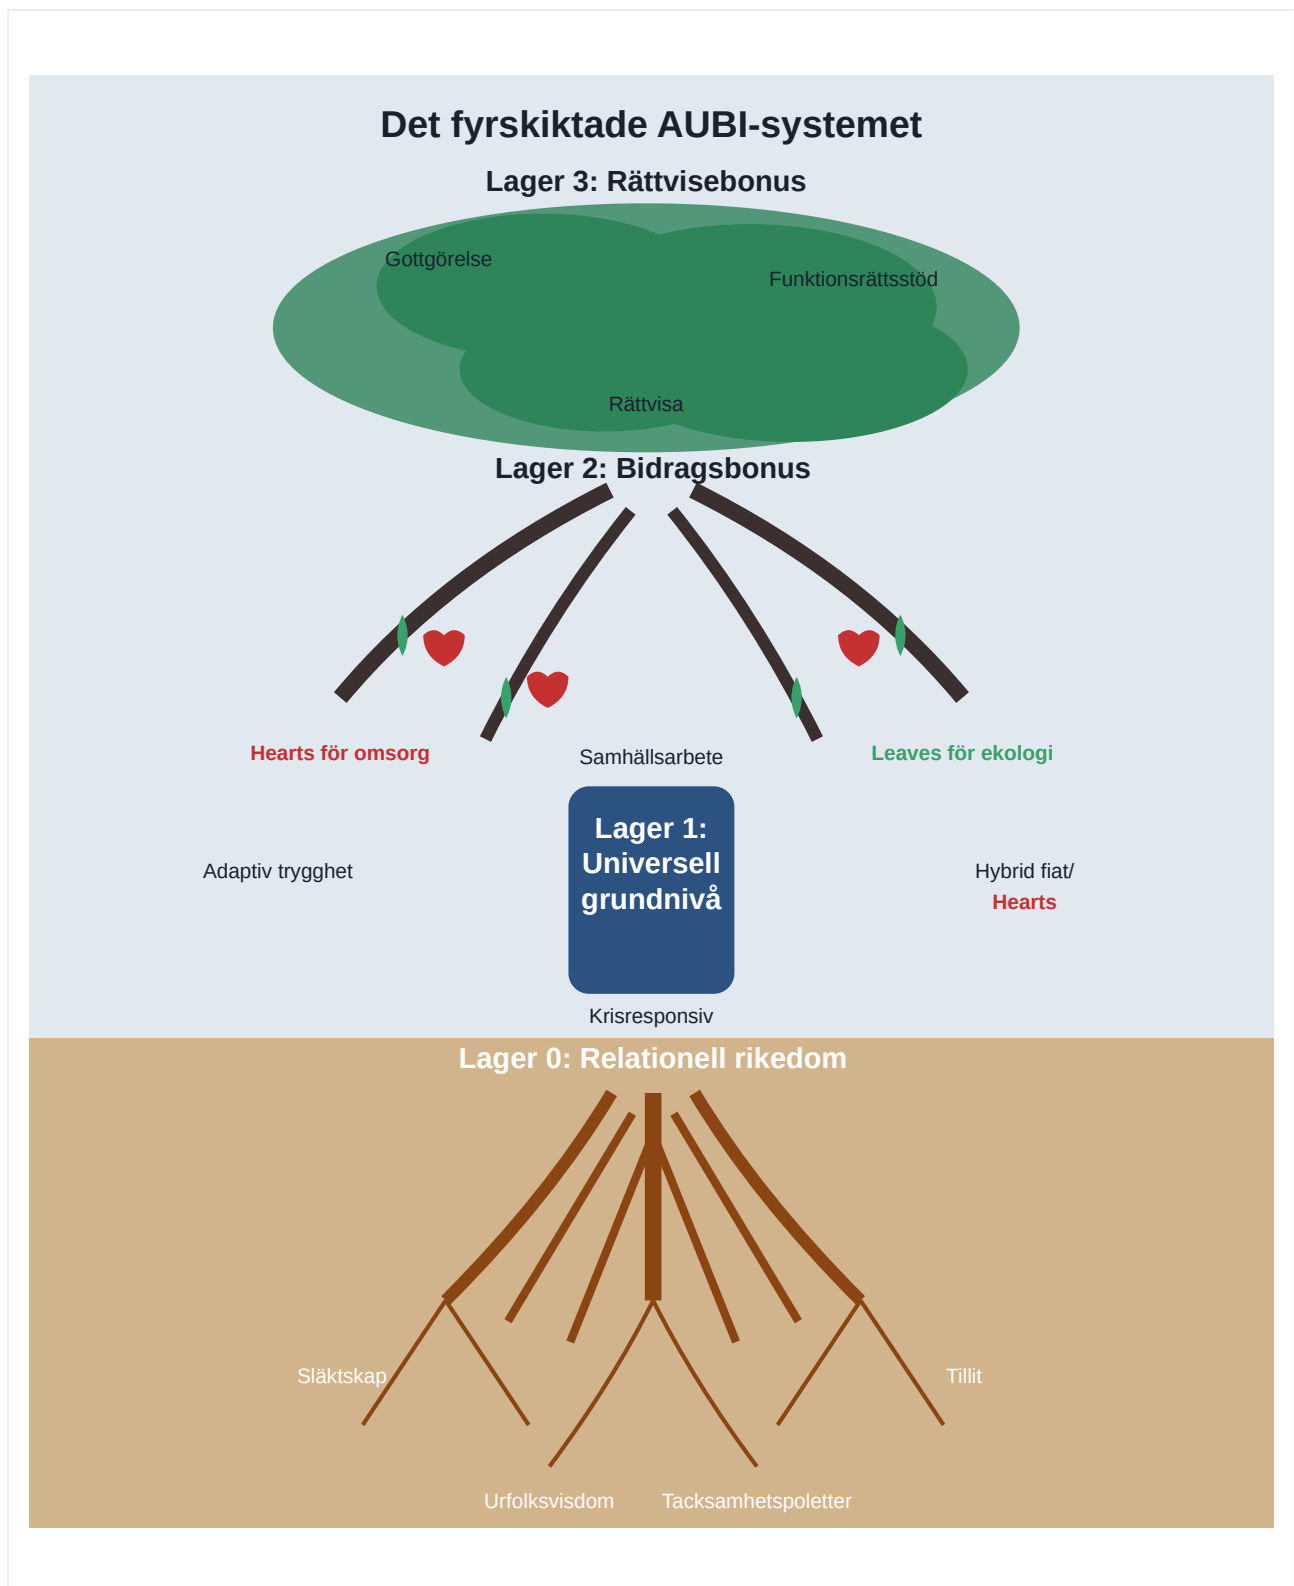 Det fyrskiktade AUBI-systemet
Lager 3: Rättvisebonus
Gottgörelse
Funktionsrättsstöd
Rättvisa
Lager 2: Bidragsbonus
Hearts för omsorg
Samhällsarbete
Leaves för ekologi
Lager 1:
Universell
grundnivå
Adaptiv trygghet
Hybrid fiat/
Hearts
Krisresponsiv
Lager 0: Relationell rikedom
Släktskap
Tillit
Urfolksvisdom
Tacksamhetspoletter